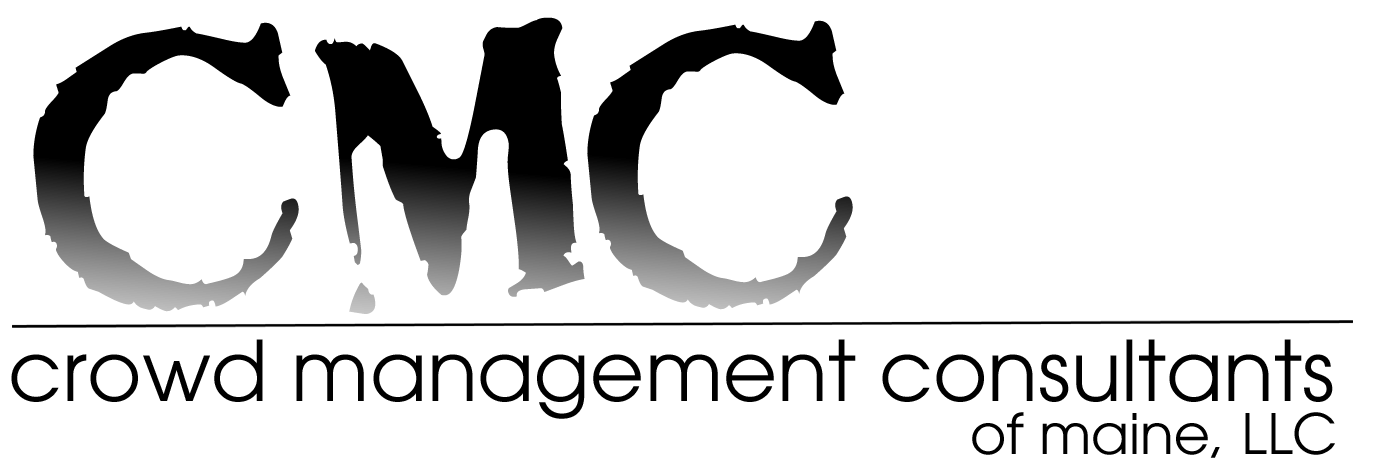 CMC
crowd management consultants
of maine, LLC